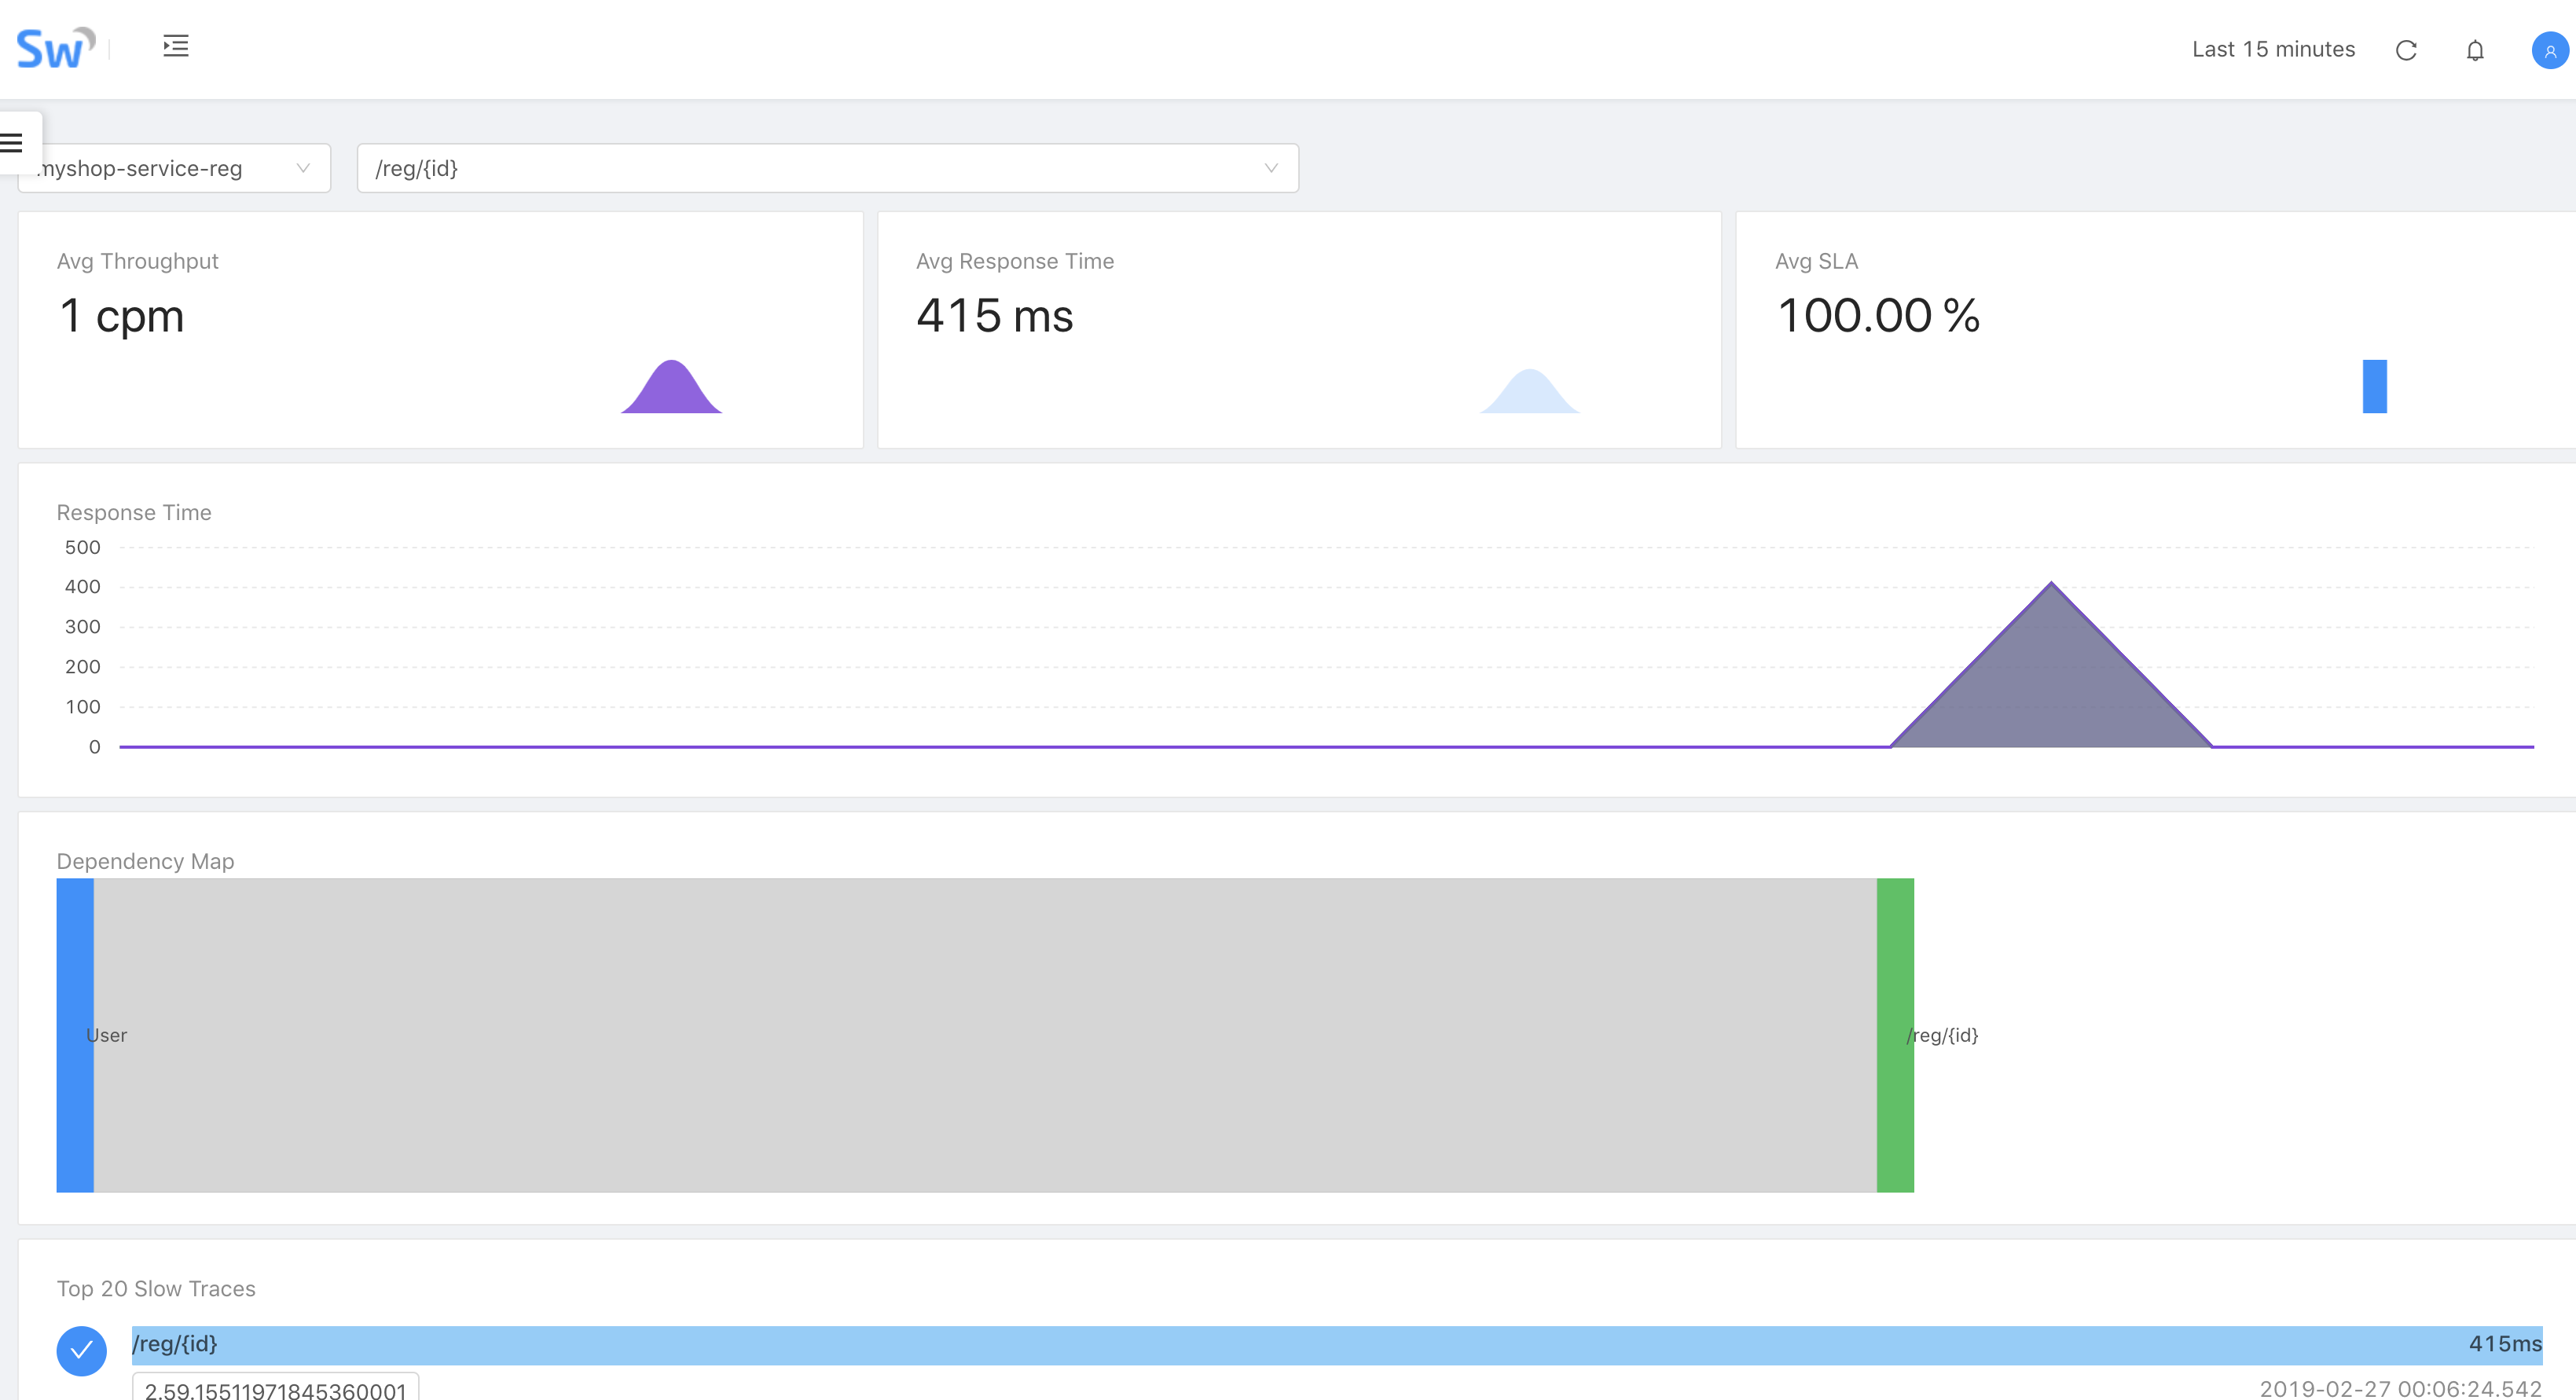 Sw
Last 15 minutes
myshop-service-reg
/reg/{id}
Avg Throughput
1 cpm
Avg Response Time
415 ms
Avg SLA
100.00 %
Response Time
500
400
300
200
100
0
Dependency Map
User
/reg/{id}
Top 20 Slow Traces
/reg/{id}
415ms
2.59.15511971845360001
2019-02-27 00:06:24.542